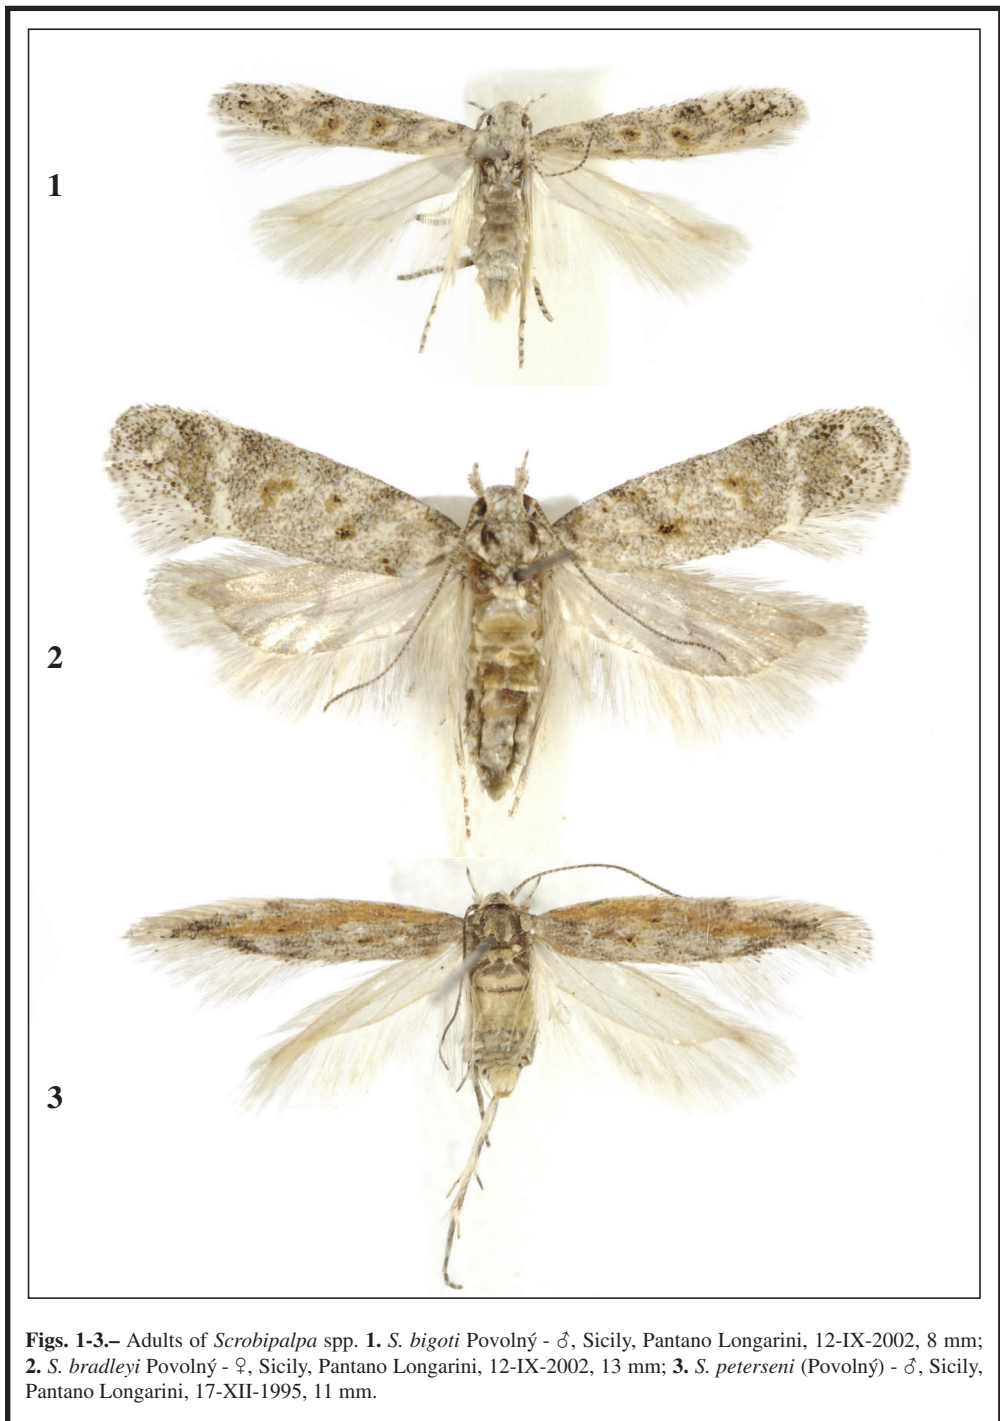 1
2
3
Figs. 1-3.– Adults of Scrobipalpa spp. 1. S. bigoti Povolný - ♂, Sicily, Pantano Longarini, 12-IX-2002, 8 mm;
2. S. bradleyi Povolný - ♀, Sicily, Pantano Longarini, 12-IX-2002, 13 mm; 3. S. peterseni (Povolný) - ♂, Sicily,
Pantano Longarini, 17-XII-1995, 11 mm.